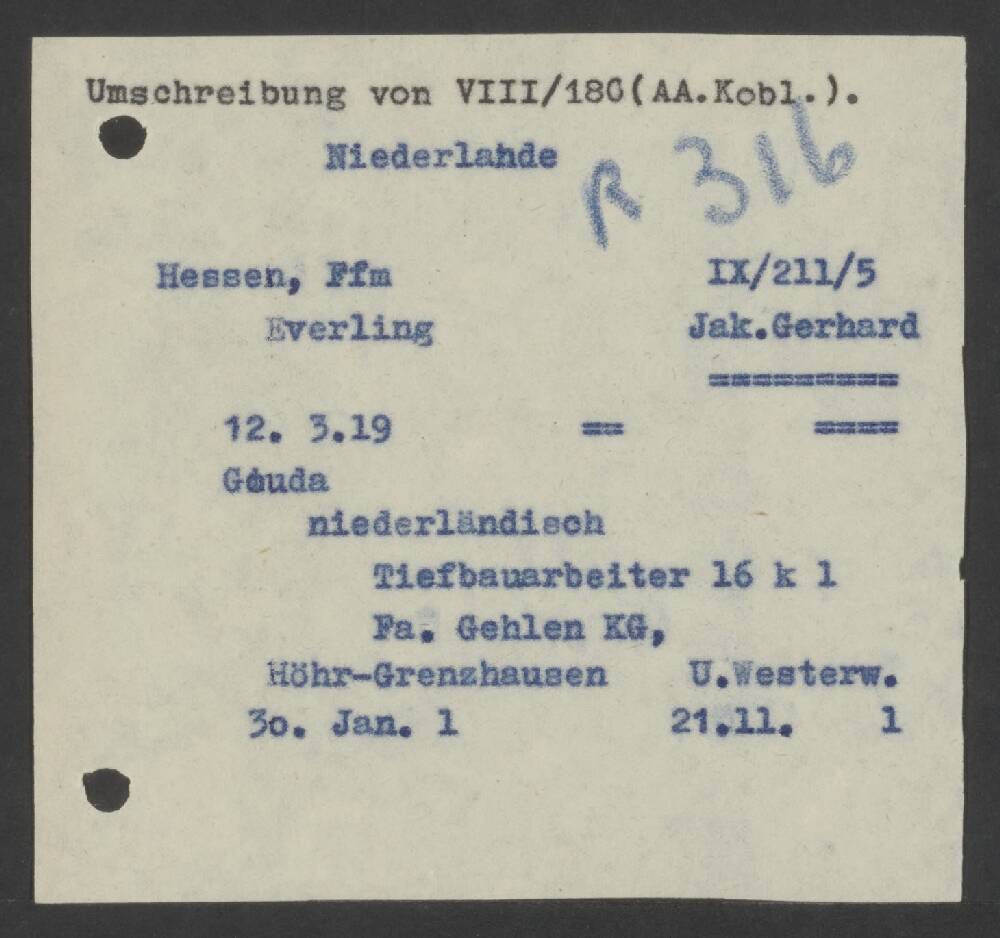 Umschreibung von VIII/180(AA.Kobl.).
Niederlahde
R 316
Hessen, Ffm IX/211/5
Everling Jak.Gerhard
=========
12. 3.19 == ====
Gouda
niederländisch
Tiefbauarbeiter 16 k 1
Fa. Gehlen KG,
Höhr-Grenzhausen U.Westerw.
3o. Jan. 1 21.11. 1